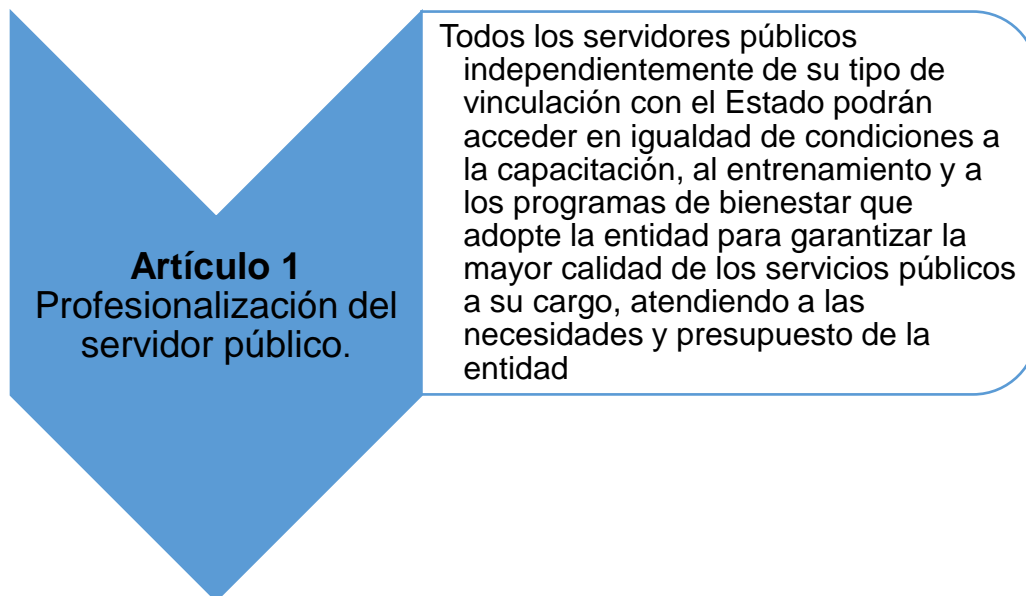 Artículo 1
Profesionalización del
servidor público.
Todos los servidores públicos
independientemente de su tipo de
vinculación con el Estado podrán
acceder en igualdad de condiciones a
la capacitación, al entrenamiento y a
los programas de bienestar que
adopte la entidad para garantizar la
mayor calidad de los servicios públicos
a su cargo, atendiendo a las
necesidades y presupuesto de la
entidad